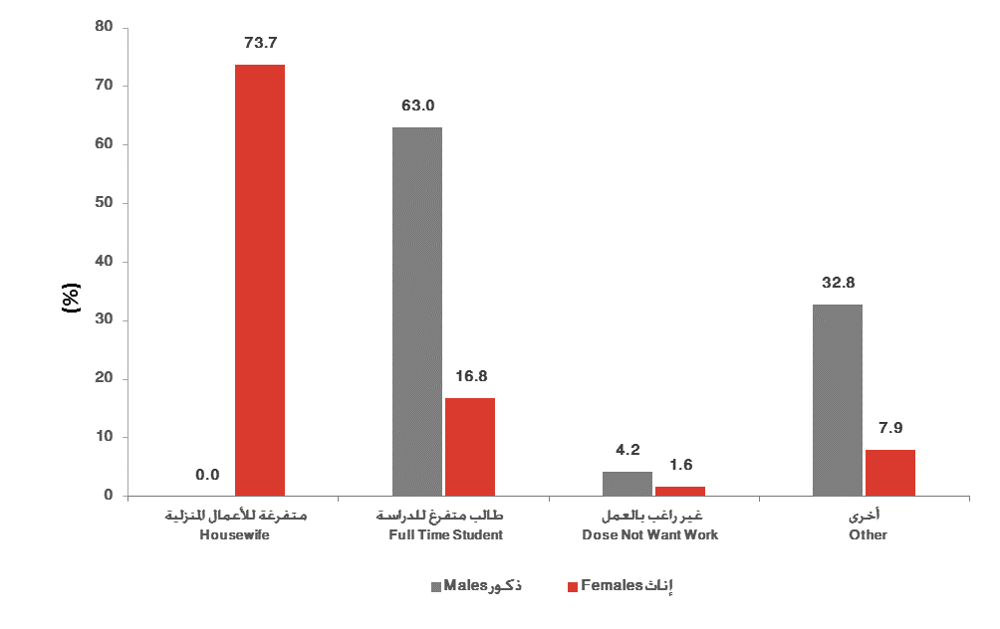 80
70
60
50
40
30
20
10
0
(%)
73.7
63.0
32.8
16.8
7.9
4.2
1.6
0.0
متفرغة للأعمال المنزلية
Housewife
طالب متفرغ للدراسة
Full Time Student
غير راغب بالعمل
Dose Not Want Work
أخرى
Other
Males ذكور
Females إناث